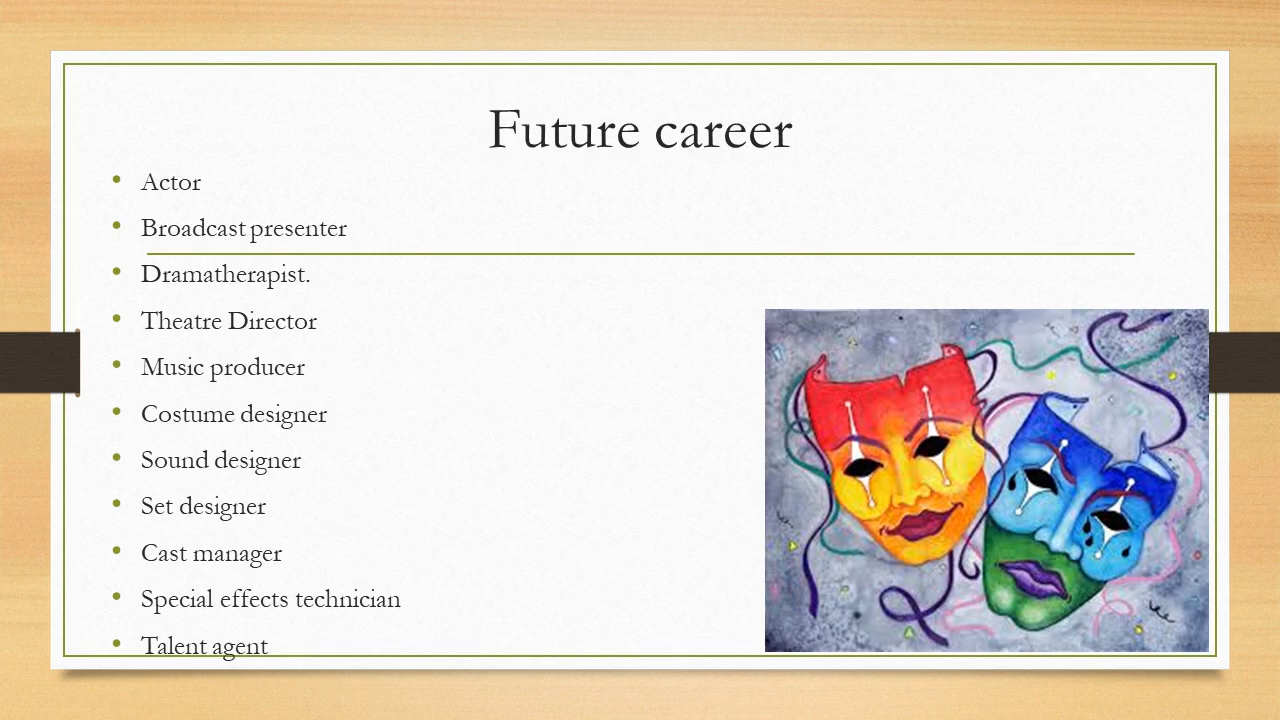 Future career
Actor
Broadcast presenter
Dramatherapist.
Theatre Director
Music producer
Costume designer
Sound designer
Set designer
Cast manager
Special effects technician
Talent agent